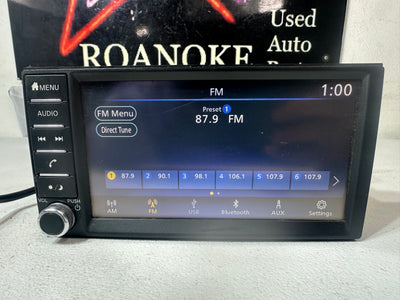 Used
Auto
ROANOKE
MENU
AUDIO
VOL
PUSH
FM
1:00
FM Menu
Direct Tune
Preset 1
87.9 FM
1 87.9
2 90.1
3 98.1
4 106.1
5 107.9
6 107.9
AM
FM
USB
Bluetooth
AUX
Settings